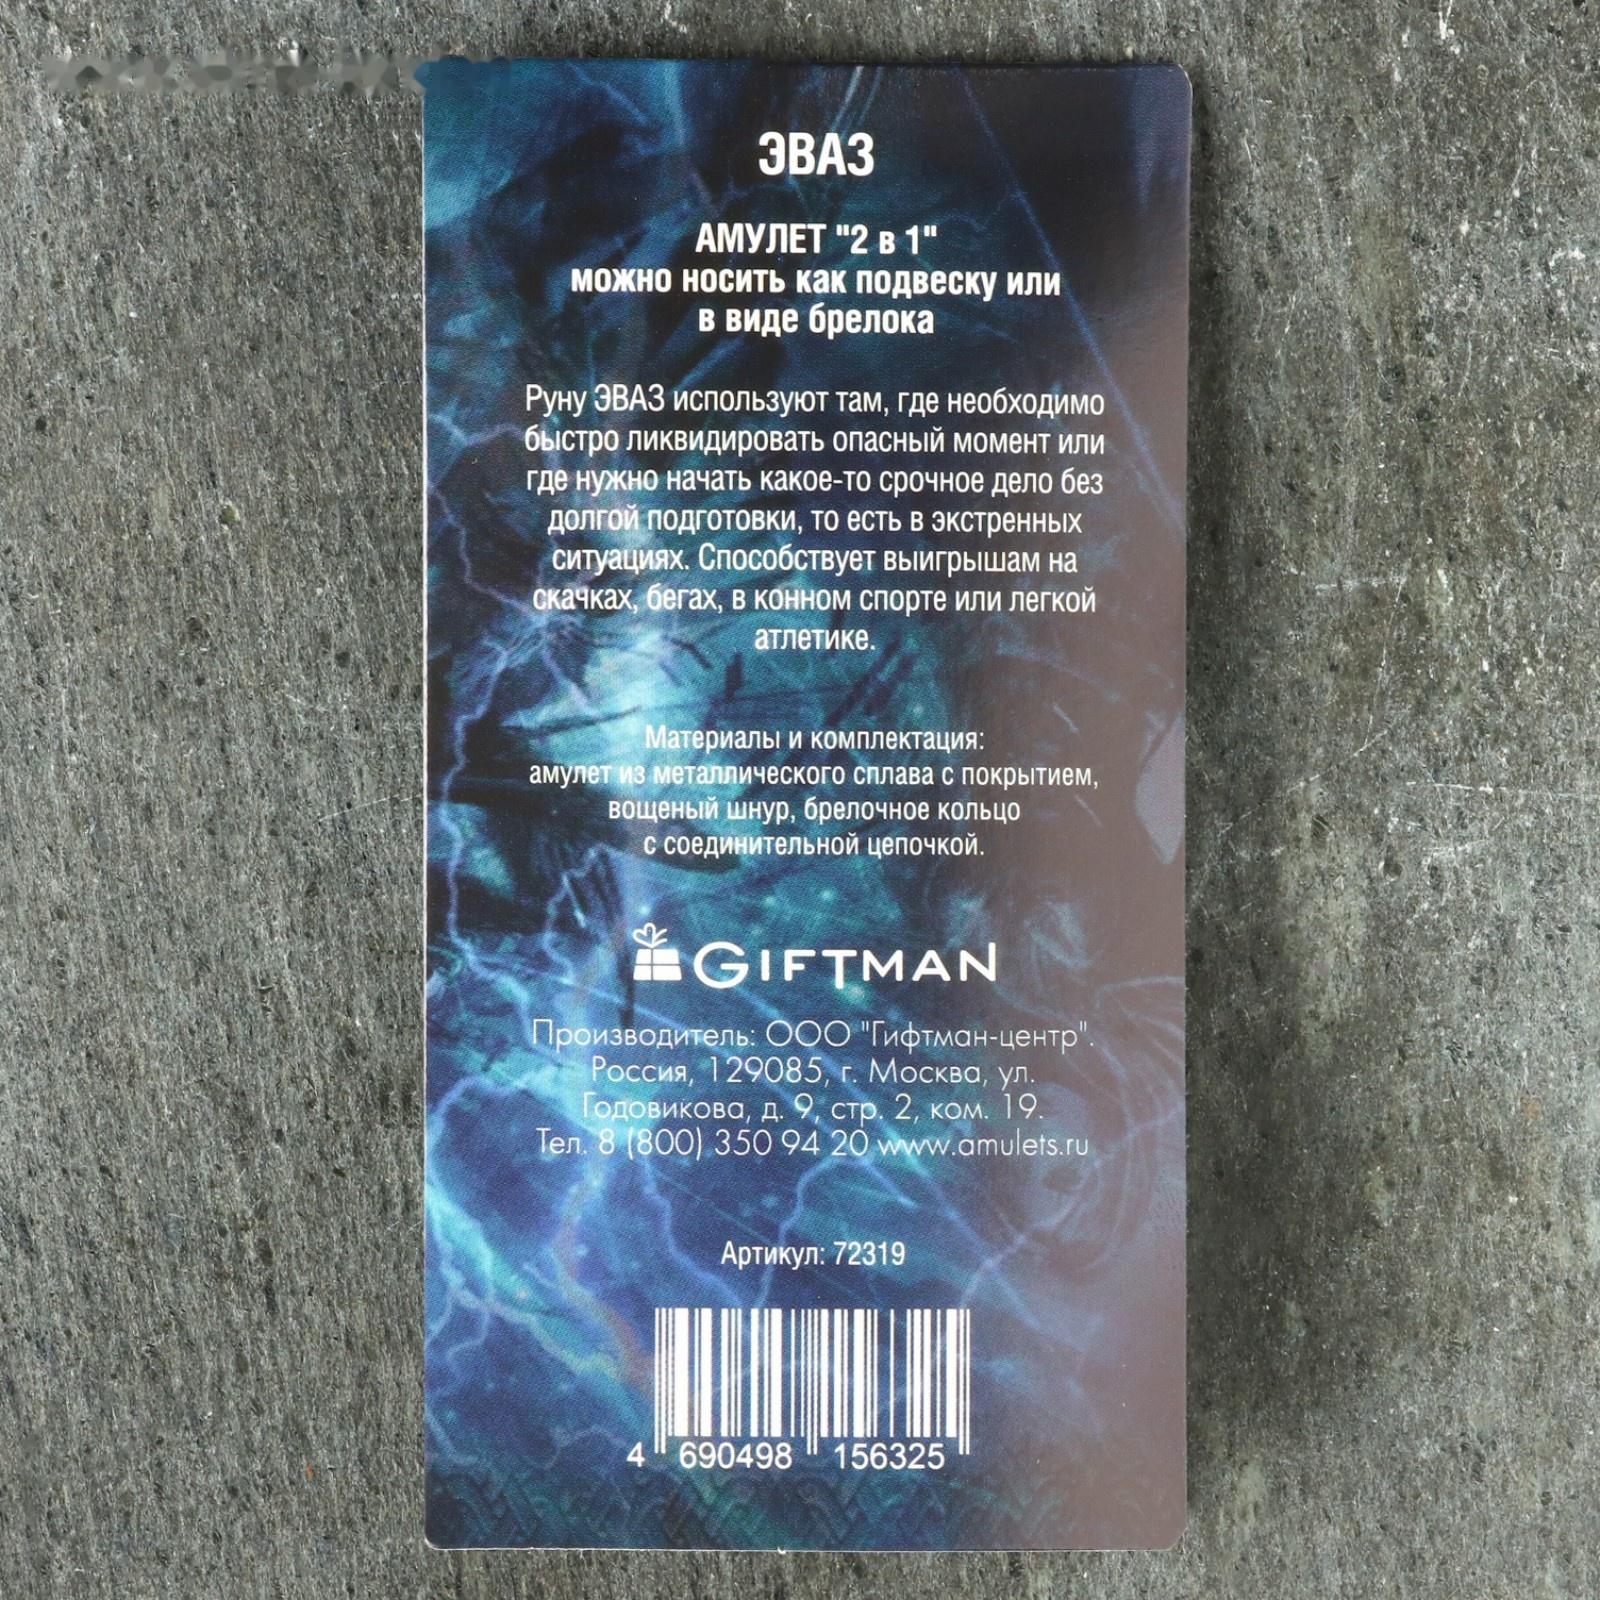 ЭВАЗ
АМУЛЕТ "2 в 1"
можно носить как подвеску или
в виде брелока
Руну ЭВАЗ используют там, где необходимо
быстро ликвидировать опасный момент или
где нужно начать какое-то срочное дело без
долгой подготовки, то есть в экстренных
ситуациях. Способствует выигрышам на
скачках, бегах, в конном спорте или легкой
атлетике.
Материалы и комплектация:
амулет из металлического сплава с покрытием,
вощеный шнур, брелочное кольцо
с соединительной цепочкой.
GIFTMAN
Производитель: ООО "Гифтман-центр".
Россия, 129085, г. Москва, ул.
Годовикова, д. 9, стр. 2, ком. 19.
Тел. 8 (800) 350 94 20 www.amulets.ru
Артикул: 72319
4 690498 156325